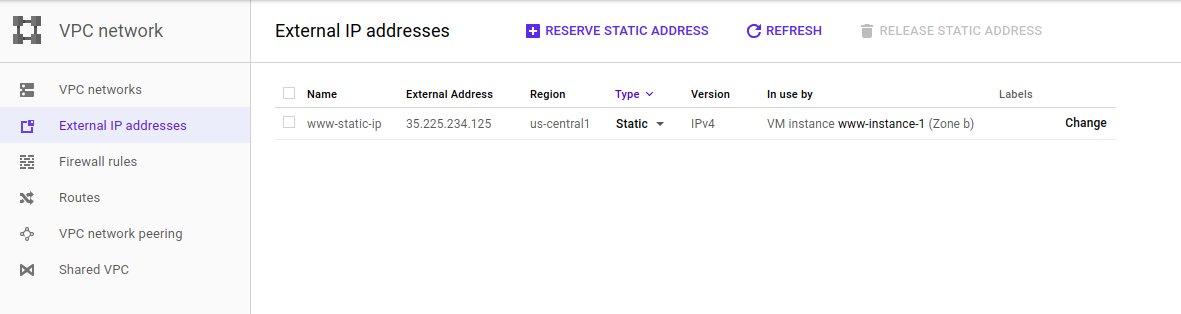 VPC network
External IP addresses
RESERVE STATIC ADDRESS
REFRESH
RELEASE STATIC ADDRESS
VPC networks
External IP addresses
Firewall rules
Routes
VPC network peering
Shared VPC
Name External Address Region Type Version In use by Labels
www-static-ip 35.225.234.125 us-central1 Static IPv4 VM instance www-instance-1 (Zone b) Change